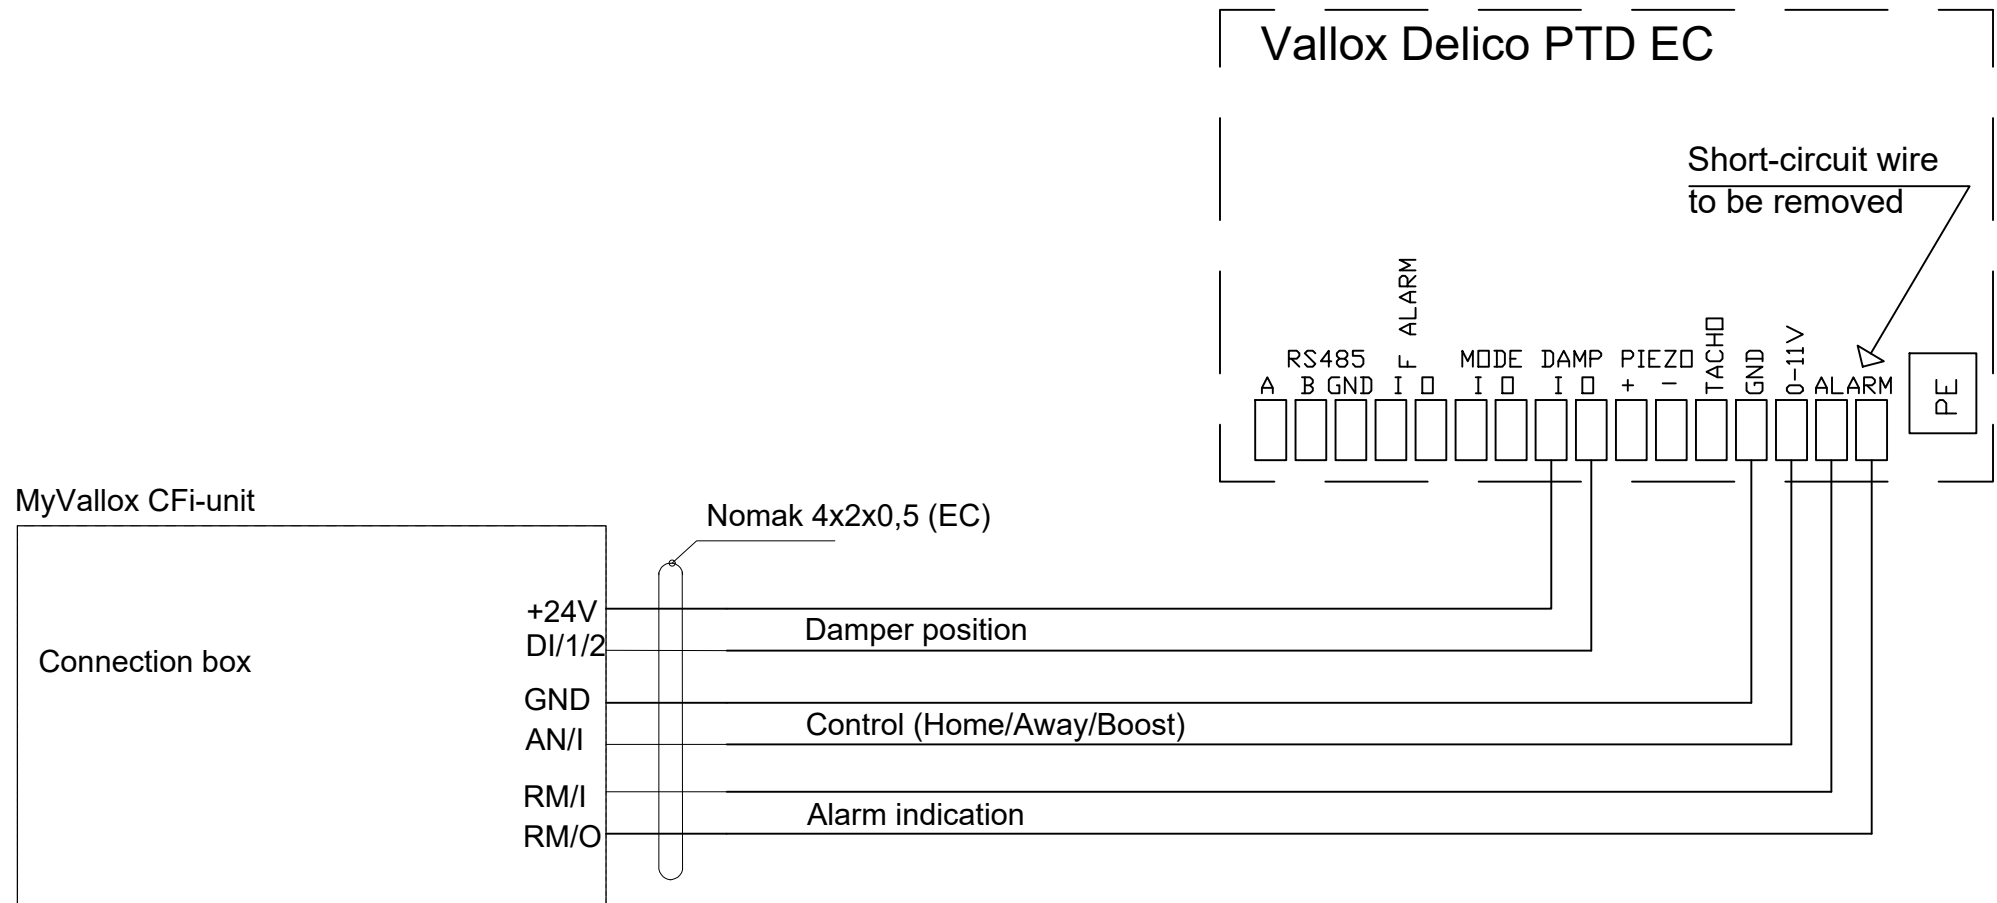 Vallox Delico PTD EC
Short-circuit wire
to be removed
F ALARM
RS485
MODE DAMP PIEZO
TACHO
GND
0-11V
A B GND I O I O I O + - ALARM
PE
MyVallox CFi-unit
Nomak 4x2x0,5 (EC)
+24V
Damper position
DI/1/2
Connection box
GND
Control (Home/Away/Boost)
AN/I
RM/I
Alarm indication
RM/O